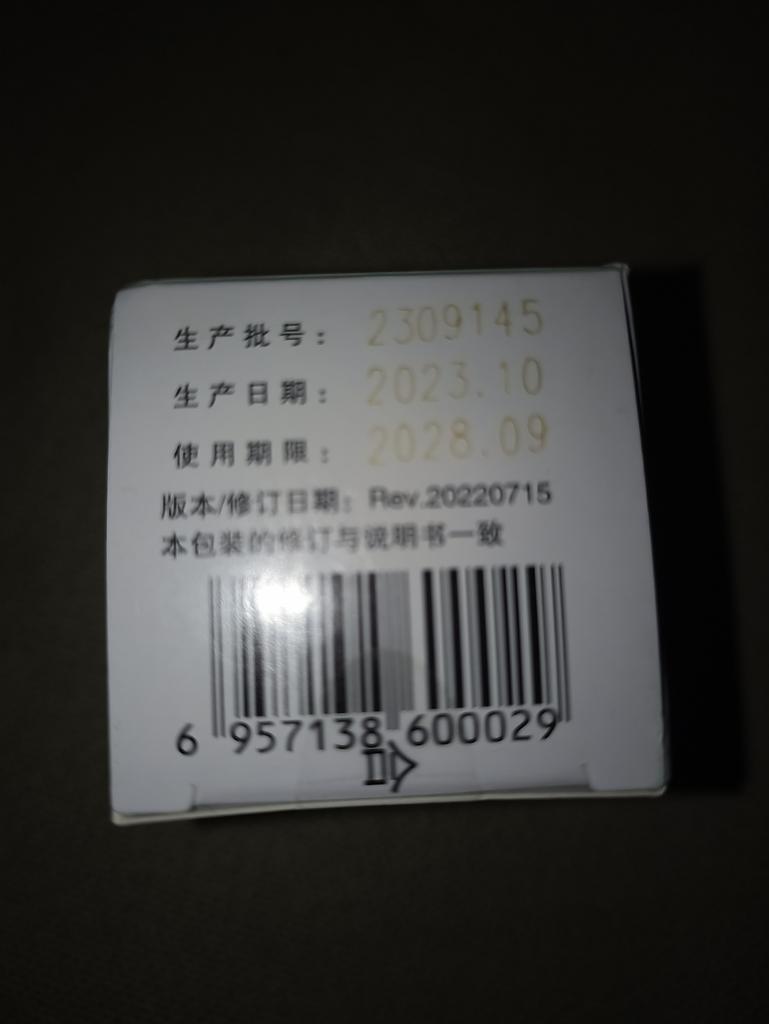 生产批号：2309145
生产日期：2023.10
使用期限：2028.09
版本/修订日期：Rev.20220715
本包装的修订与说明书一致
6 957138 600029